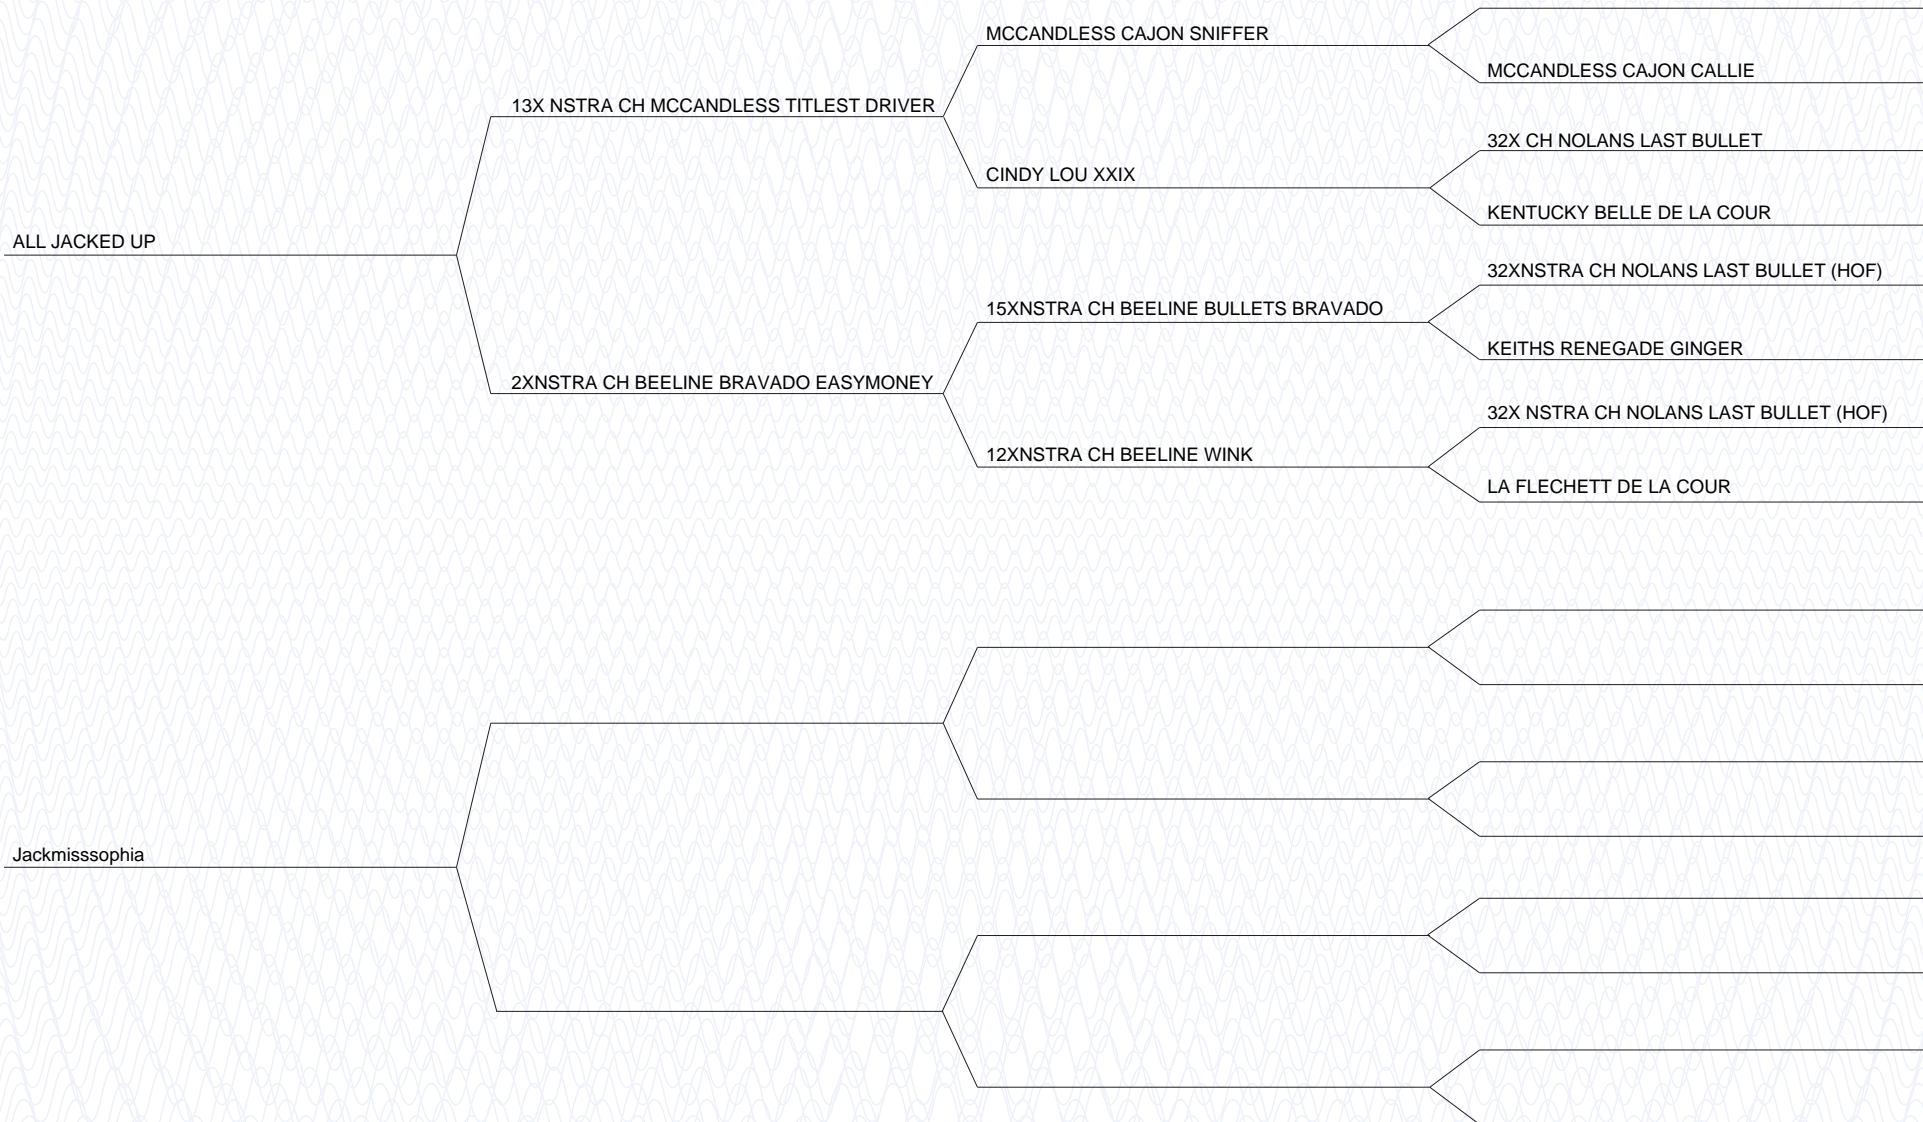 MCCANDLESS CAJON SNIFFER
MCCANDLESS CAJON CALLIE
13X NSTRA CH MCCANDLESS TITLEST DRIVER
32X CH NOLANS LAST BULLET
CINDY LOU XXIX
KENTUCKY BELLE DE LA COUR
ALL JACKED UP
32XNSTRA CH NOLANS LAST BULLET (HOF)
15XNSTRA CH BEELINE BULLETS BRAVADO
KEITHS RENEGADE GINGER
2XNSTRA CH BEELINE BRAVADO EASYMONEY
32X NSTRA CH NOLANS LAST BULLET (HOF)
12XNSTRA CH BEELINE WINK
LA FLECHETT DE LA COUR
Jackmisssophia